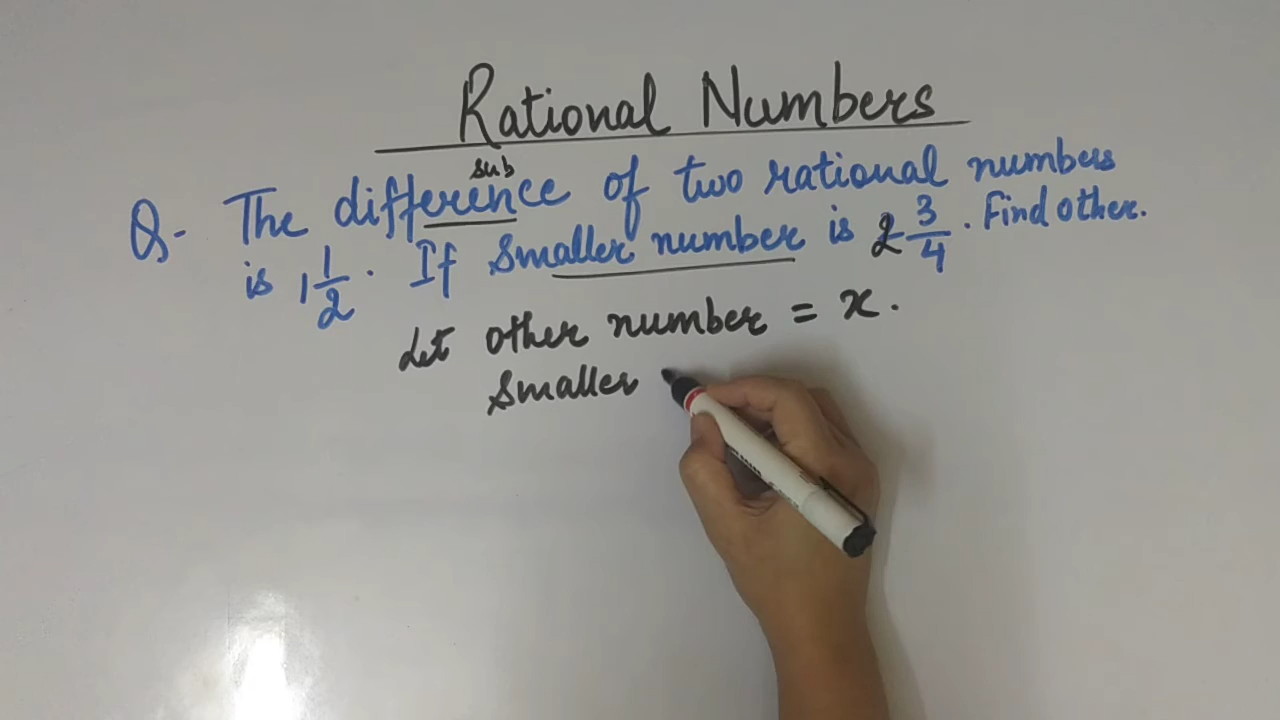 Rational Numbers
sub
Q- The difference of two rational numbers
is 1 1/2. If Smaller number is 2 3/4. Find other.
Let other number = x.
Smaller